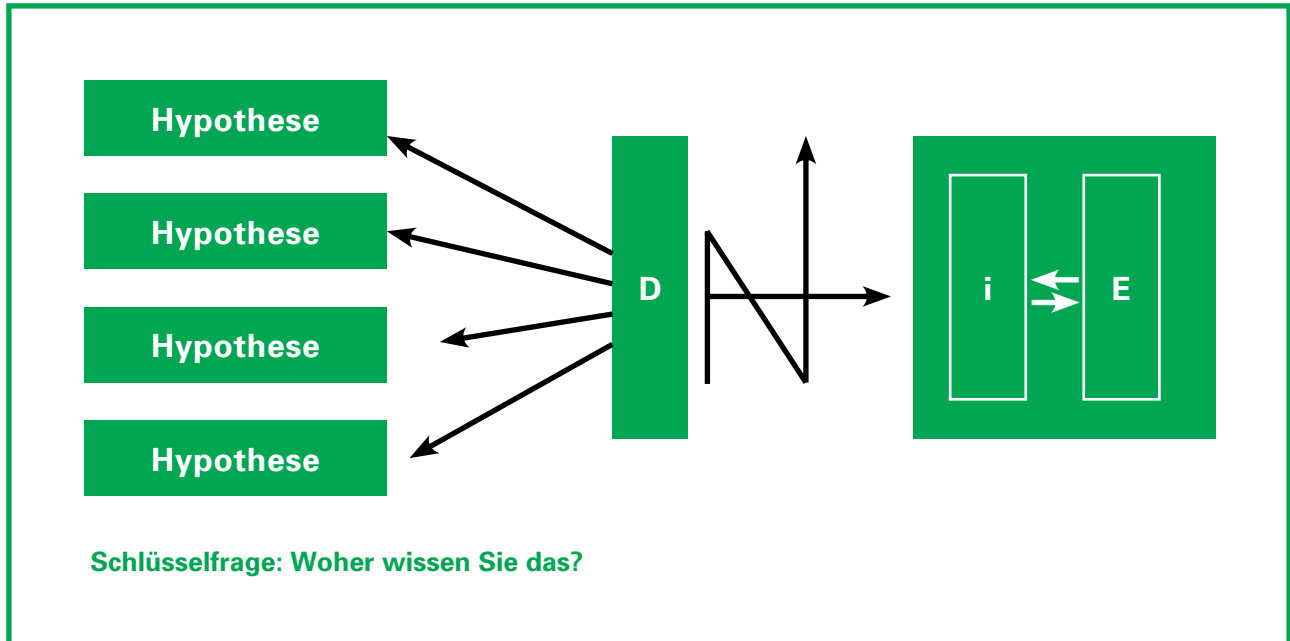 Hypothese
Hypothese
Hypothese
Hypothese
D
i
E
Schlüsselfrage: Woher wissen Sie das?